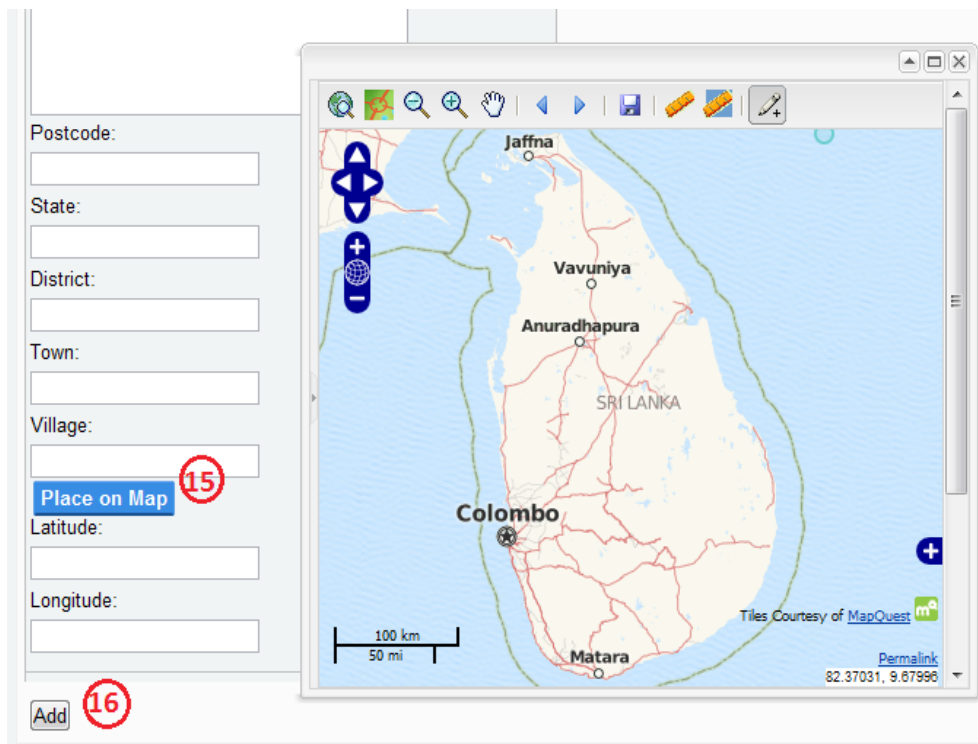 Postcode:
State:
District:
Town:
Village:
15
Place on Map
Latitude:
Longitude:
Add
16
Jaffna
Vavuniya
Anuradhapura
SRI LANKA
Colombo
Matara
100 km
50 mi
Tiles Courtesy of MapQuest
Permalink
82.37031, 9.67996